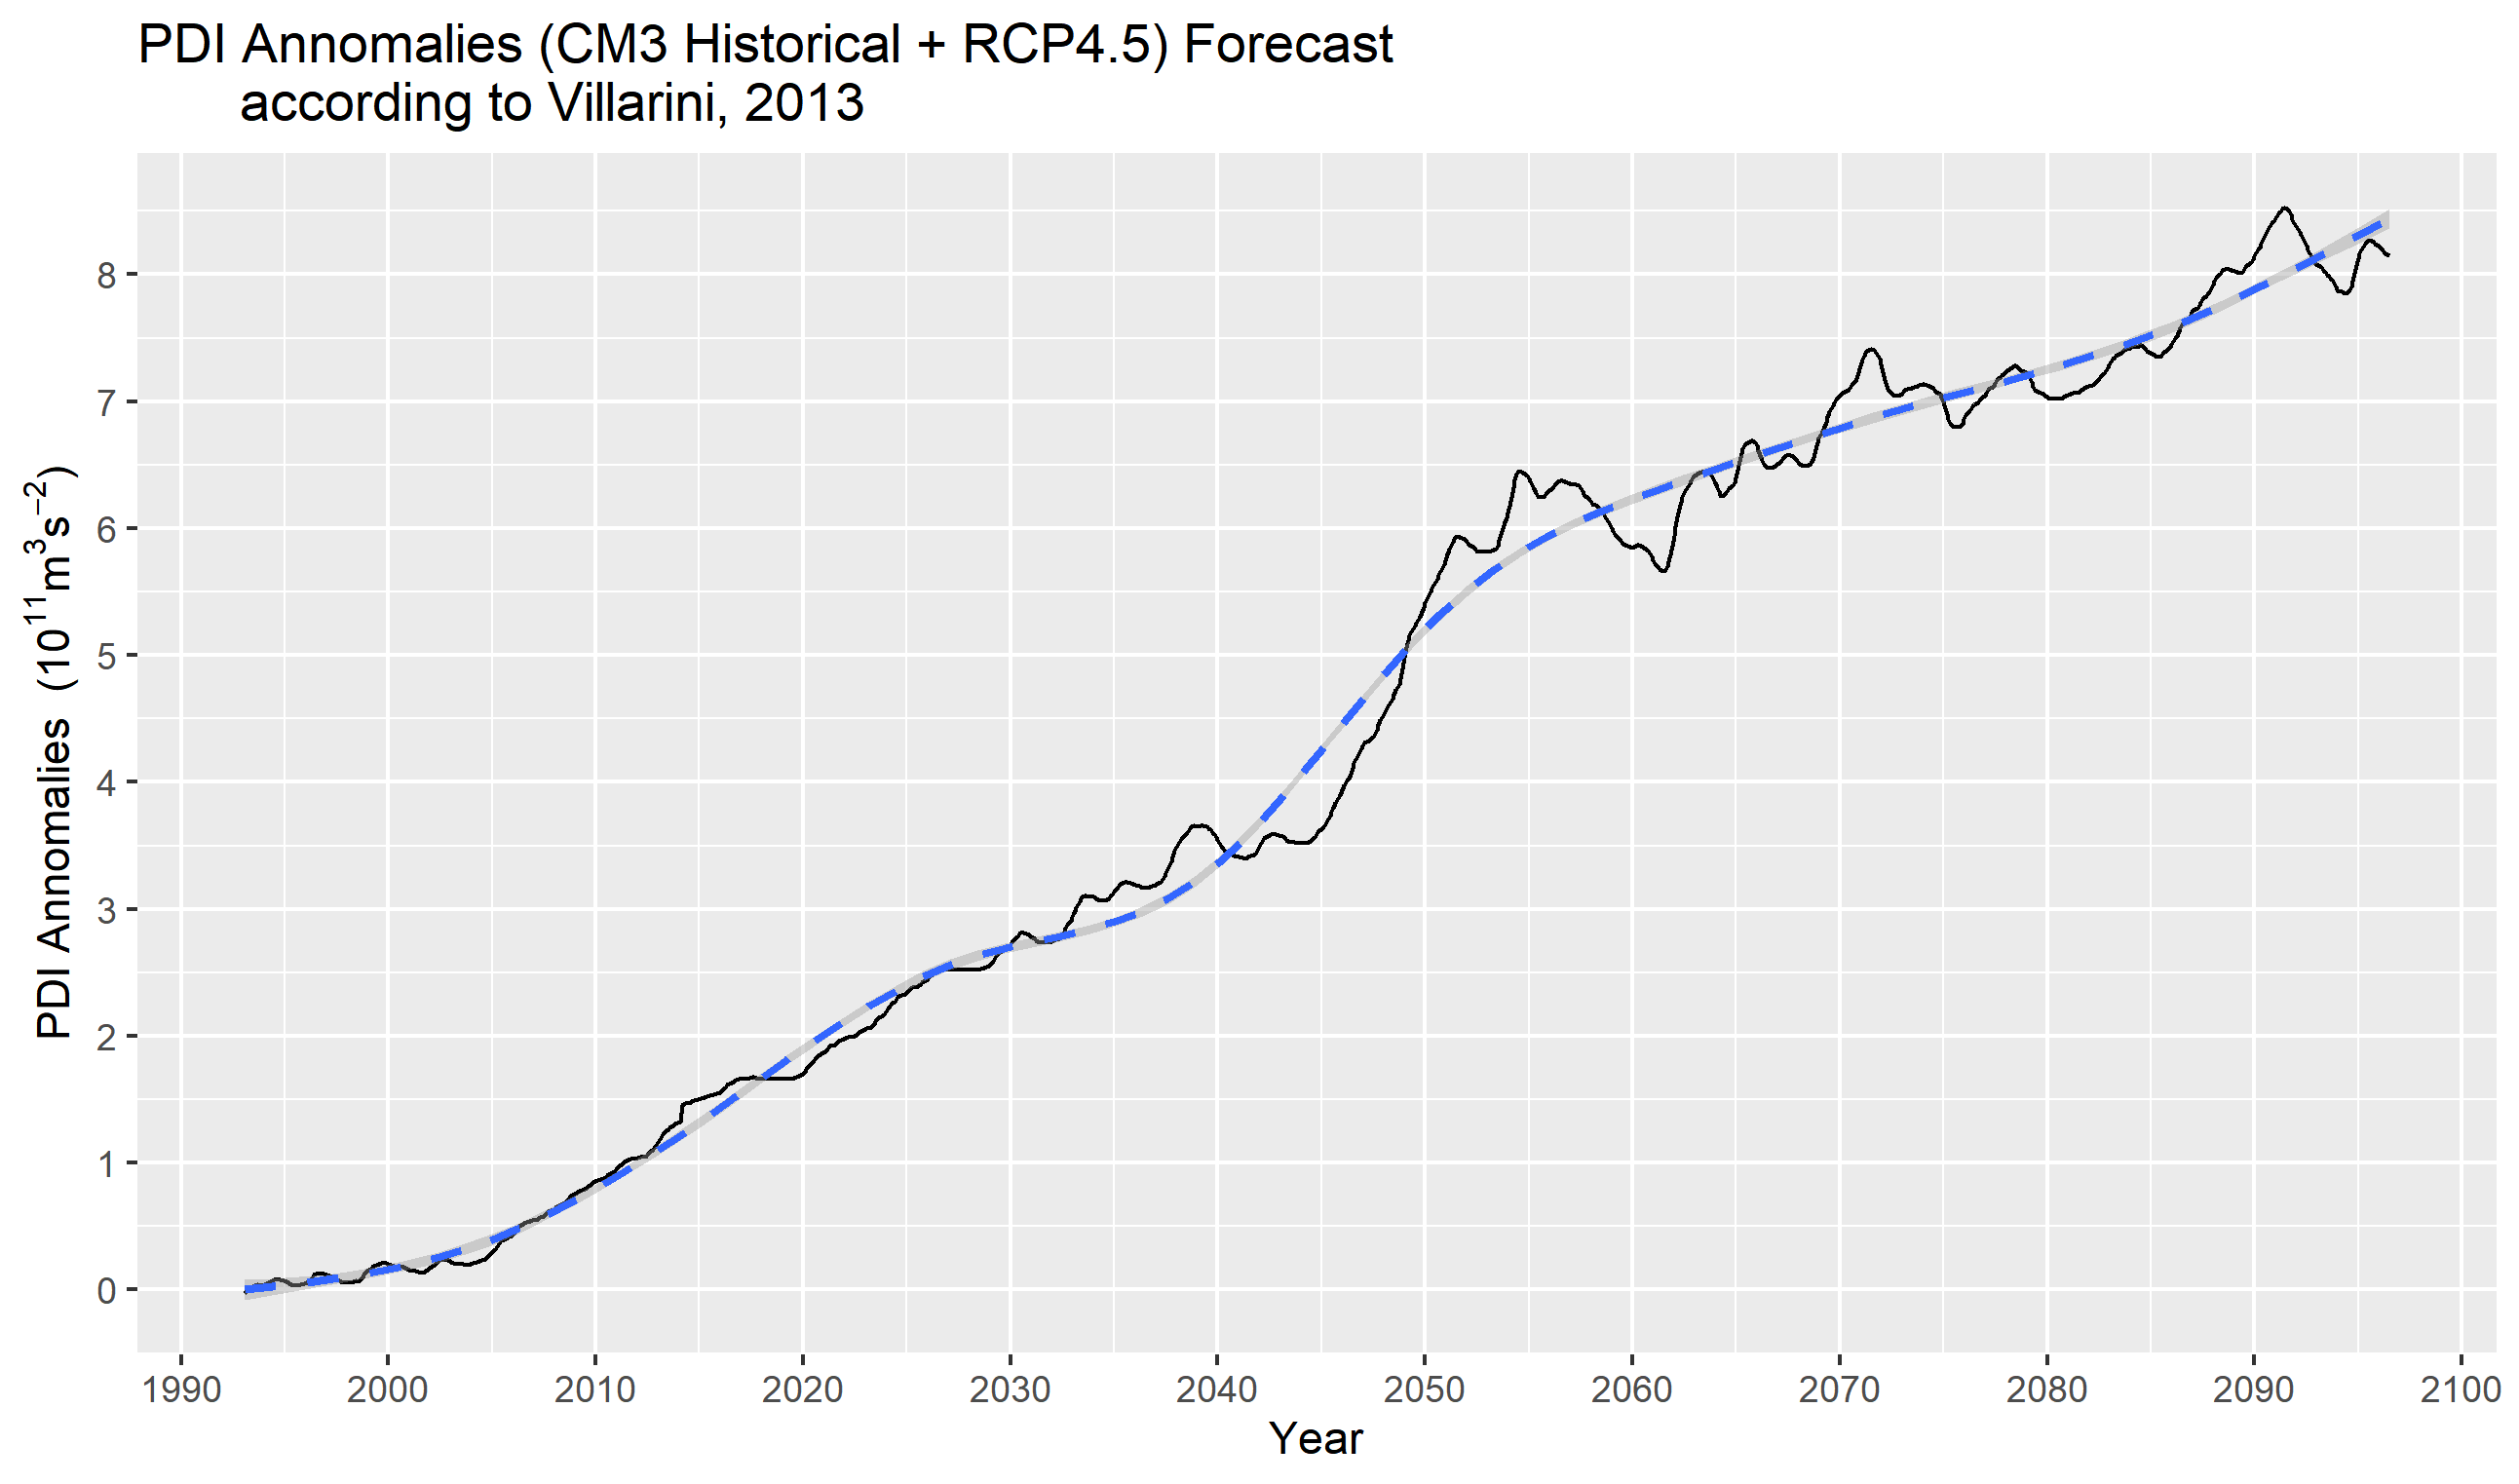 PDI Annomalies (CM3 Historical + RCP4.5) Forecast
according to Villarini, 2013
PDI Annomalies (10¹¹m³s⁻²)
8
7
6
5
4
3
2
1
0
1990 2000 2010 2020 2030 2040 2050 2060 2070 2080 2090 2100
Year